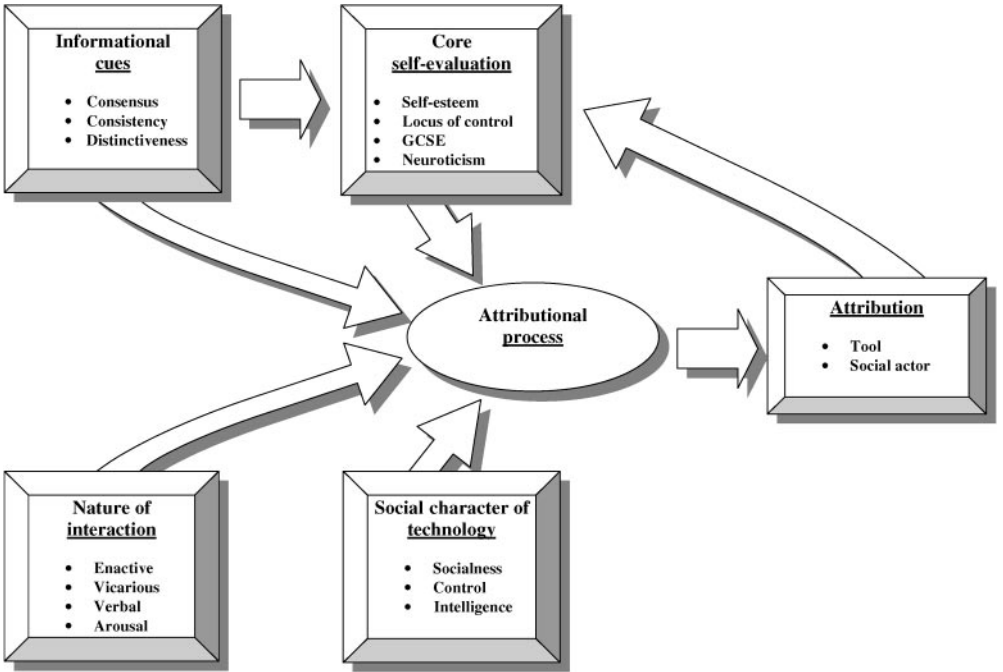 Informational
cues
• Consensus
• Consistency
• Distinctiveness
Core
self-evaluation
• Self-esteem
• Locus of control
• GCSE
• Neuroticism
Attributional
process
Attribution
• Tool
• Social actor
Nature of
interaction
• Enactive
• Vicarious
• Verbal
• Arousal
Social character of
technology
• Socialness
• Control
• Intelligence